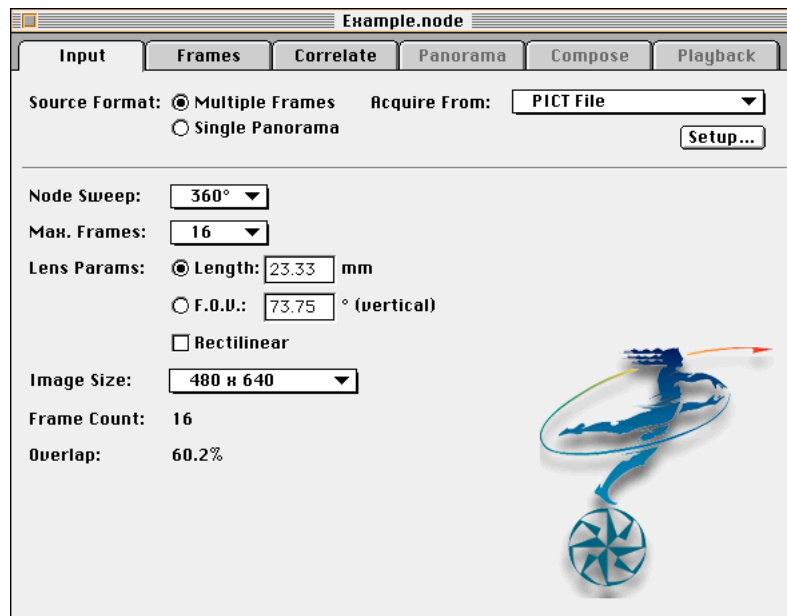 Example.node
Input Frames Correlate Panorama Compose Playback
Source Format: Multiple Frames Acquire From: PICT File
Single Panorama
Setup...
Node Sweep: 360°
Max. Frames: 16
Lens Params: Length: 23.33 mm
F.O.V.: 73.75 ° (vertical)
Rectilinear
Image Size: 480 x 640
Frame Count: 16
Overlap: 60.2%